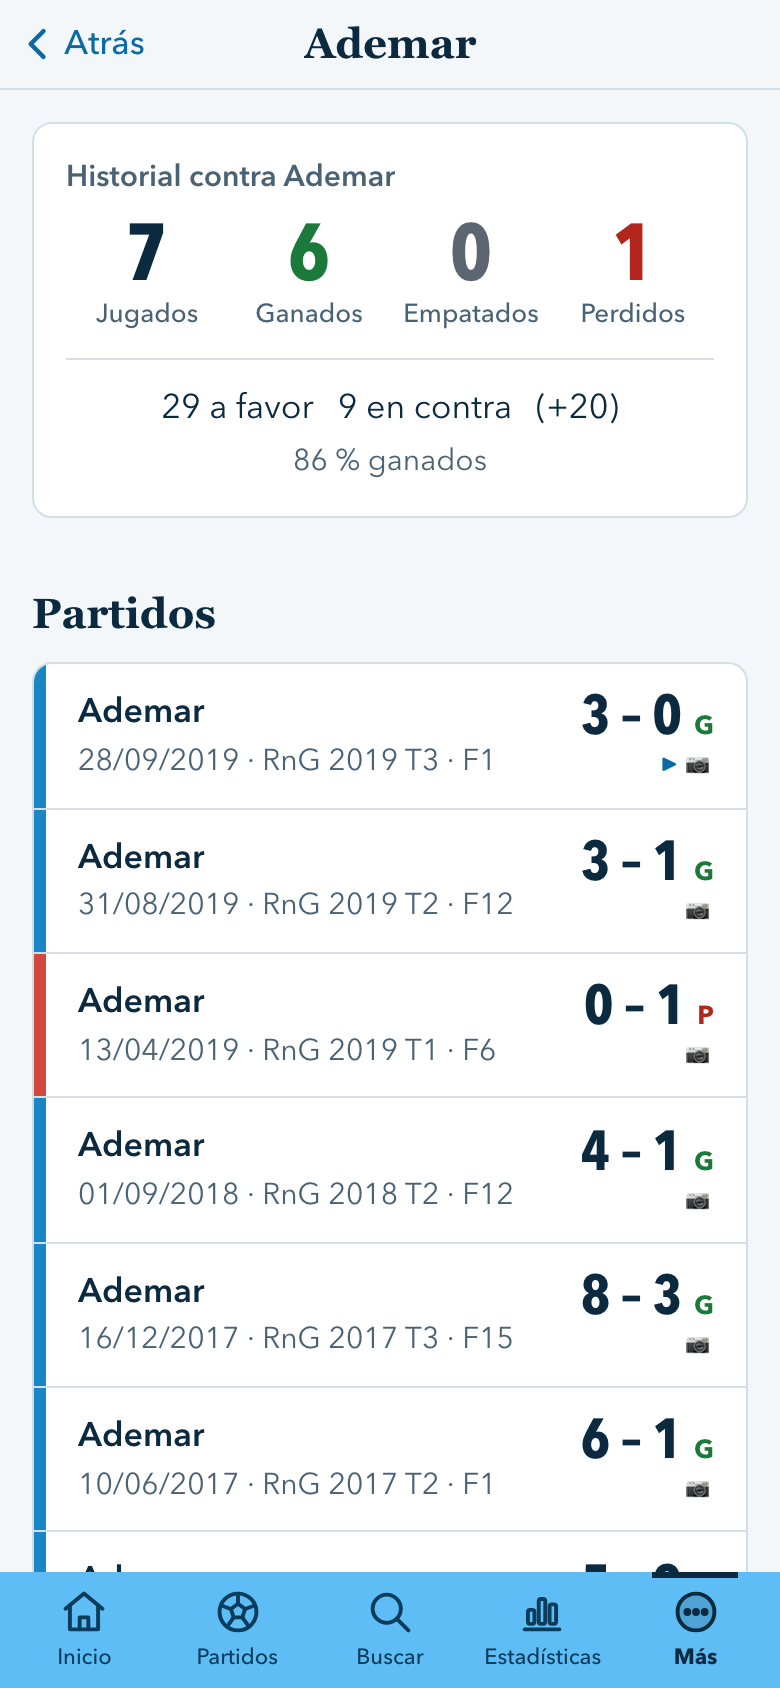 Atrás
Ademar
Historial contra Ademar
7 6 0 1
Jugados Ganados Empatados Perdidos
29 a favor 9 en contra (+20)
86 % ganados
Partidos
Ademar 3 – 0 G
28/09/2019 · RnG 2019 T3 · F1
Ademar 3 – 1 G
31/08/2019 · RnG 2019 T2 · F12
Ademar 0 – 1 P
13/04/2019 · RnG 2019 T1 · F6
Ademar 4 – 1 G
01/09/2018 · RnG 2018 T2 · F12
Ademar 8 – 3 G
16/12/2017 · RnG 2017 T3 · F15
Ademar 6 – 1 G
10/06/2017 · RnG 2017 T2 · F1
Inicio Partidos Buscar Estadísticas Más